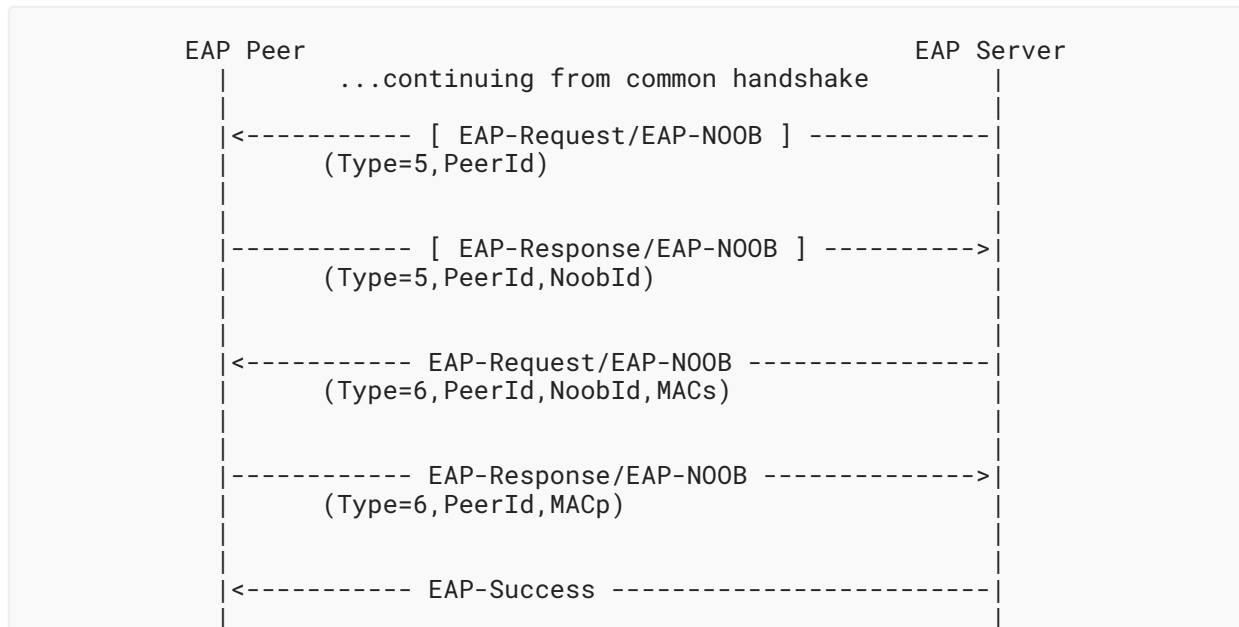 EAP Peer EAP Server
| ...continuing from common handshake |
| |
|<----------- [ EAP-Request/EAP-NOOB ] ------------|
| (Type=5,PeerId) |
| |
| |
|------------ [ EAP-Response/EAP-NOOB ] ---------->|
| (Type=5,PeerId,NoobId) |
| |
| |
|<----------- EAP-Request/EAP-NOOB ----------------|
| (Type=6,PeerId,NoobId,MACs) |
| |
| |
|------------ EAP-Response/EAP-NOOB -------------->|
| (Type=6,PeerId,MACp) |
| |
| |
|<----------- EAP-Success -------------------------|
| |